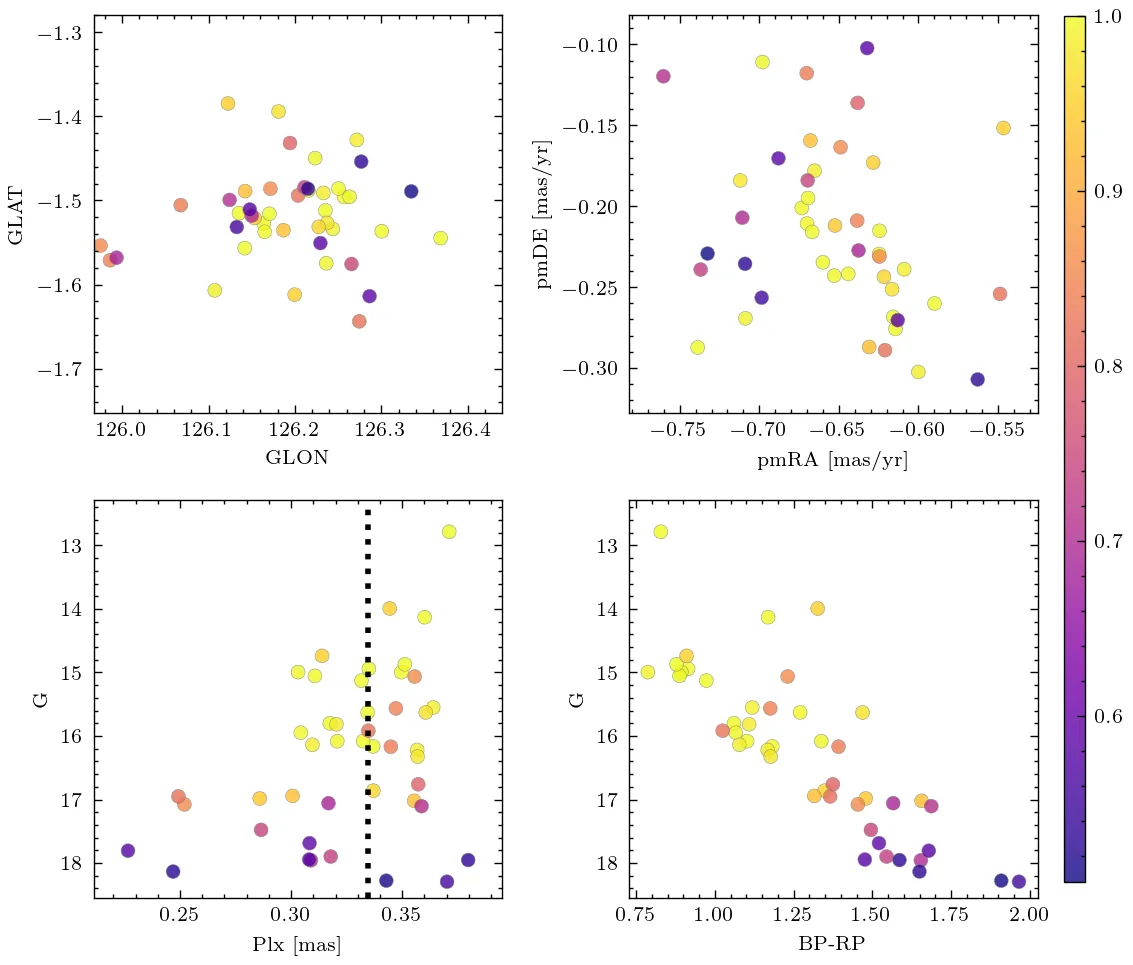 −1.3
−1.4
−1.5
−1.6
−1.7
GLAT
126.0 126.1 126.2 126.3 126.4
GLON
−0.10
−0.15
−0.20
−0.25
−0.30
pmDE [mas/yr]
−0.75 −0.70 −0.65 −0.60 −0.55
pmRA [mas/yr]
13
14
15
16
17
18
G
0.25 0.30 0.35
Plx [mas]
13
14
15
16
17
18
G
0.75 1.00 1.25 1.50 1.75 2.00
BP-RP
1.0
0.9
0.8
0.7
0.6